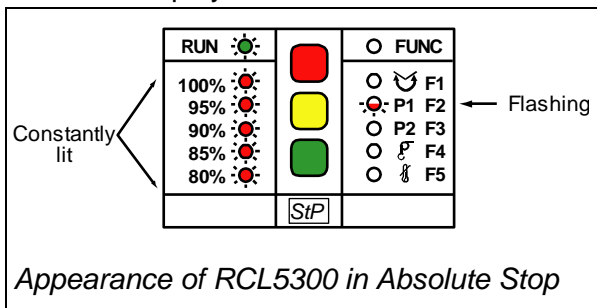 RUN
FUNC
100%
F1
95%
P1 F2
Flashing
90%
P2 F3
Constantly
lit
85%
F4
80%
F5
StP
Appearance of RCL5300 in Absolute Stop